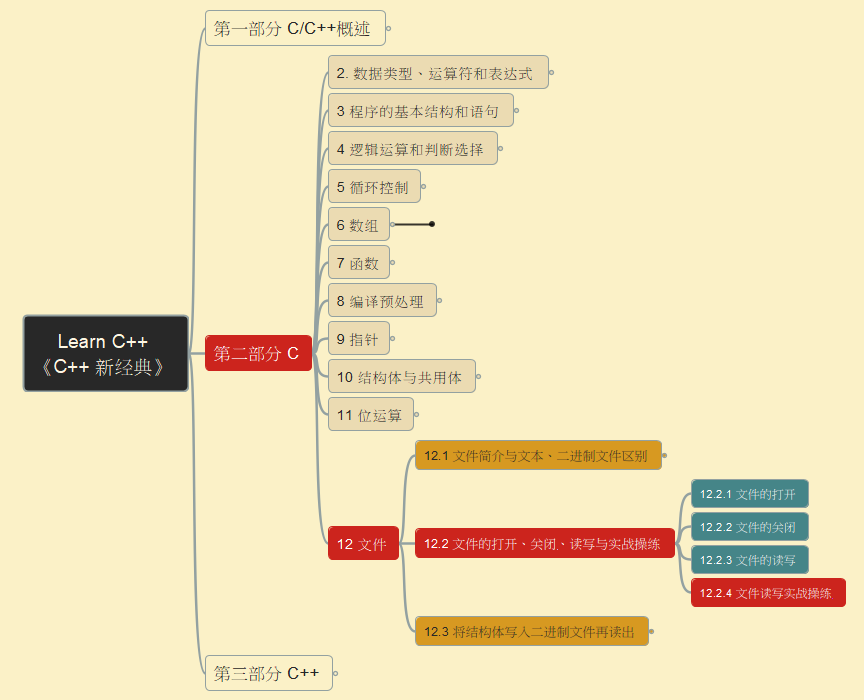 Learn C++
《C++ 新经典》
第一部分 C/C++概述
第二部分 C
2. 数据类型、运算符和表达式
3 程序的基本结构和语句
4 逻辑运算和判断选择
5 循环控制
6 数组
7 函数
8 编译预处理
9 指针
10 结构体与共用体
11 位运算
12 文件
12.1 文件简介与文本、二进制文件区别
12.2 文件的打开、关闭、读写与实战操练
12.2.1 文件的打开
12.2.2 文件的关闭
12.2.3 文件的读写
12.2.4 文件读写实战操练
12.3 将结构体写入二进制文件再读出
第三部分 C++